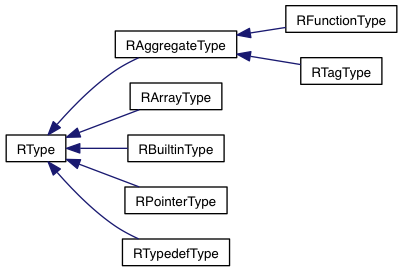 RFunctionType
RAggregateType
RTagType
RArrayType
RType
RBuiltinType
RPointerType
RTypedefType